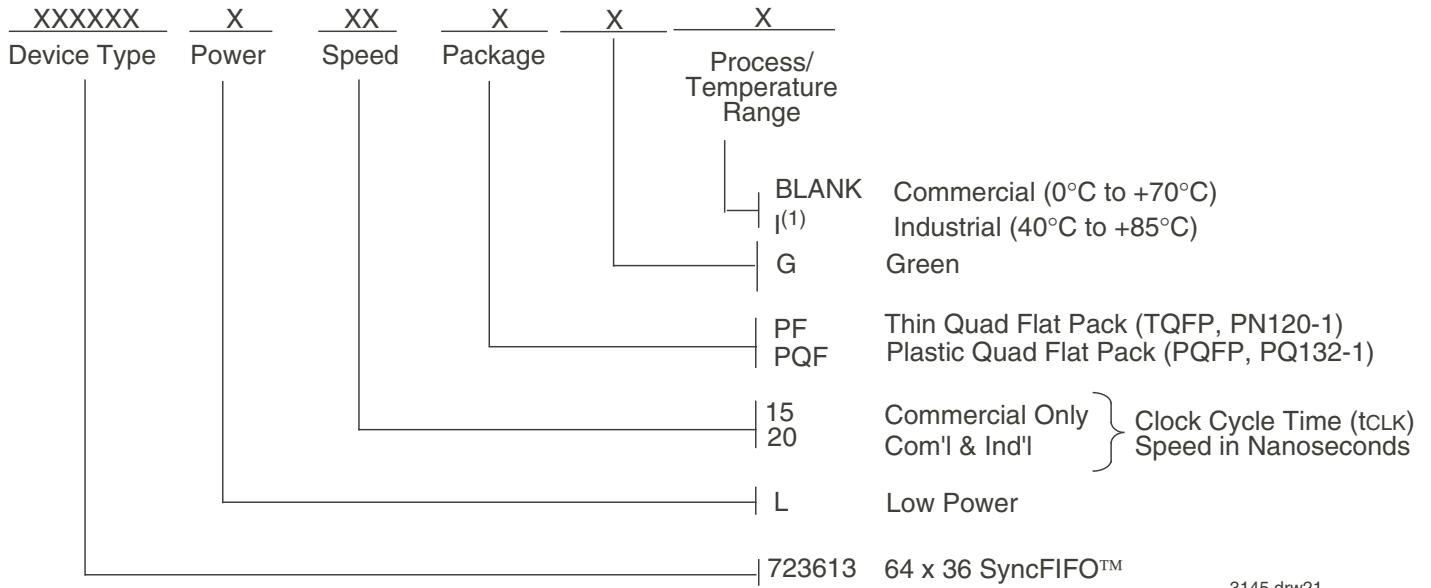 XXXXXX X XX X X X
Device Type Power Speed Package Process/
Temperature
Range
BLANK Commercial (0°C to +70°C)
I(1) Industrial (40°C to +85°C)
G Green
PF Thin Quad Flat Pack (TQFP, PN120-1)
PQF Plastic Quad Flat Pack (PQFP, PQ132-1)
15 Commercial Only Clock Cycle Time (tCLK)
20 Com'l & Ind'l Speed in Nanoseconds
L Low Power
723613 64 x 36 SyncFIFO™
3145 drw21